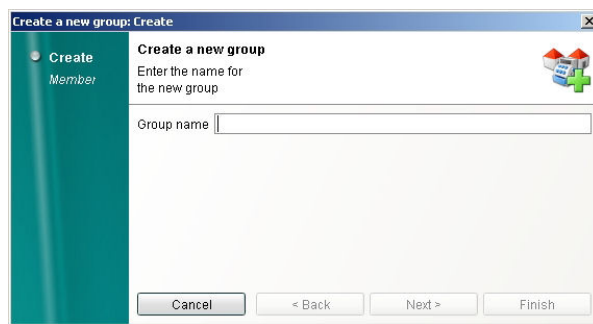 Create a new group: Create
Create
Member
Create a new group
Enter the name for
the new group
Group name
Cancel
< Back
Next >
Finish